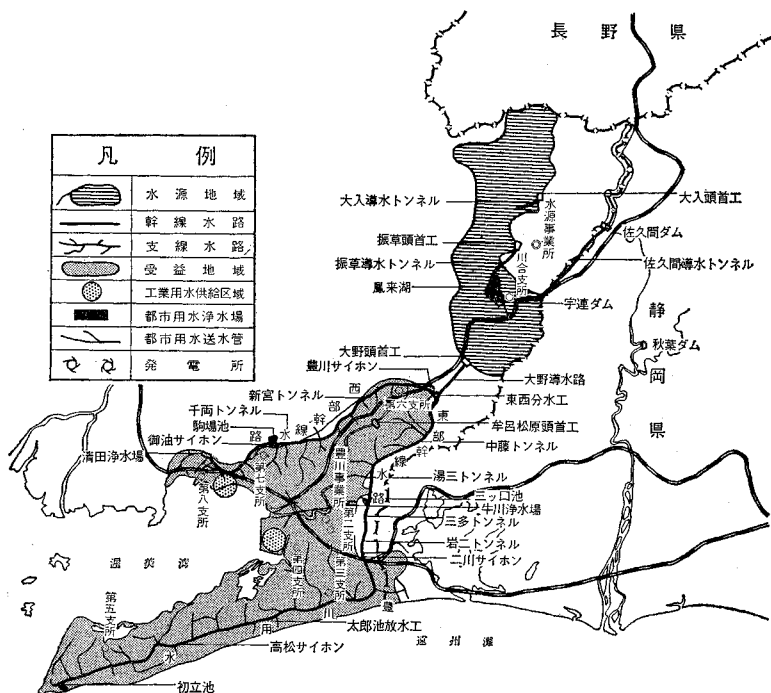 長野県
凡例
水源地域
幹線水路
支線水路
受益地域
工業用水供給区域
都市用水浄水場
都市用水送水管
発電所
大入導水トンネル
大入頭首工
水源事業所
振草頭首工
佐久間ダム
振草導水トンネル
川合支所
佐久間導水トンネル
鳳来湖
宇連ダム
静岡県
秋葉ダム
大野頭首工
豊川サイホン
大野導水路
新宮トンネル
西部幹線水路
第六支所
東西分水工
千両トンネル
牟呂松原頭首工
駒場池
東部幹線水路
中藤トンネル
御油サイホン
清田浄水場
第七支所
豊川事業所
湯三トンネル
第八支所
三ッ口池
第二支所
牛川浄水場
三多トンネル
岩二トンネル
二川サイホン
渥美湾
第四支所
第三支所
第五支所
豊川用水
太郎池放水工
遠州灘
高松サイホン
初立池